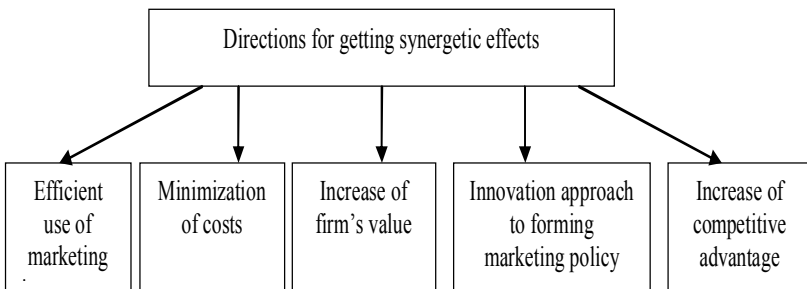 Directions for getting synergetic effects
Efficient
use of
marketing
Minimization
of costs
Increase of
firm's value
Innovation approach
to forming
marketing policy
Increase of
competitive
advantage